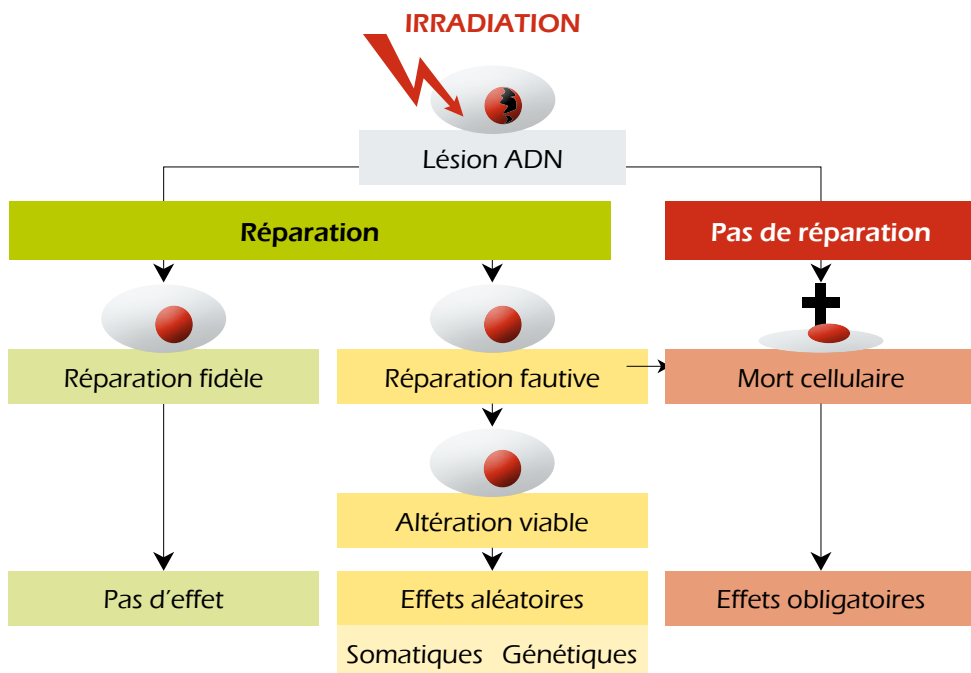 IRRADIATION
Lésion ADN
Réparation
Pas de réparation
Réparation fidèle
Réparation fautive
Mort cellulaire
Altération viable
Pas d'effet
Effets aléatoires
Effets obligatoires
Somatiques Génétiques